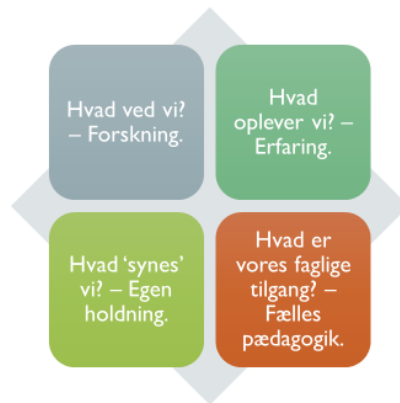 Hvad ved vi?
– Forskning.
Hvad
oplever vi? –
Erfaring.
Hvad ‘synes’
vi? – Egen
holdning.
Hvad er
vores faglige
tilgang? –
Fælles
pædagogik.